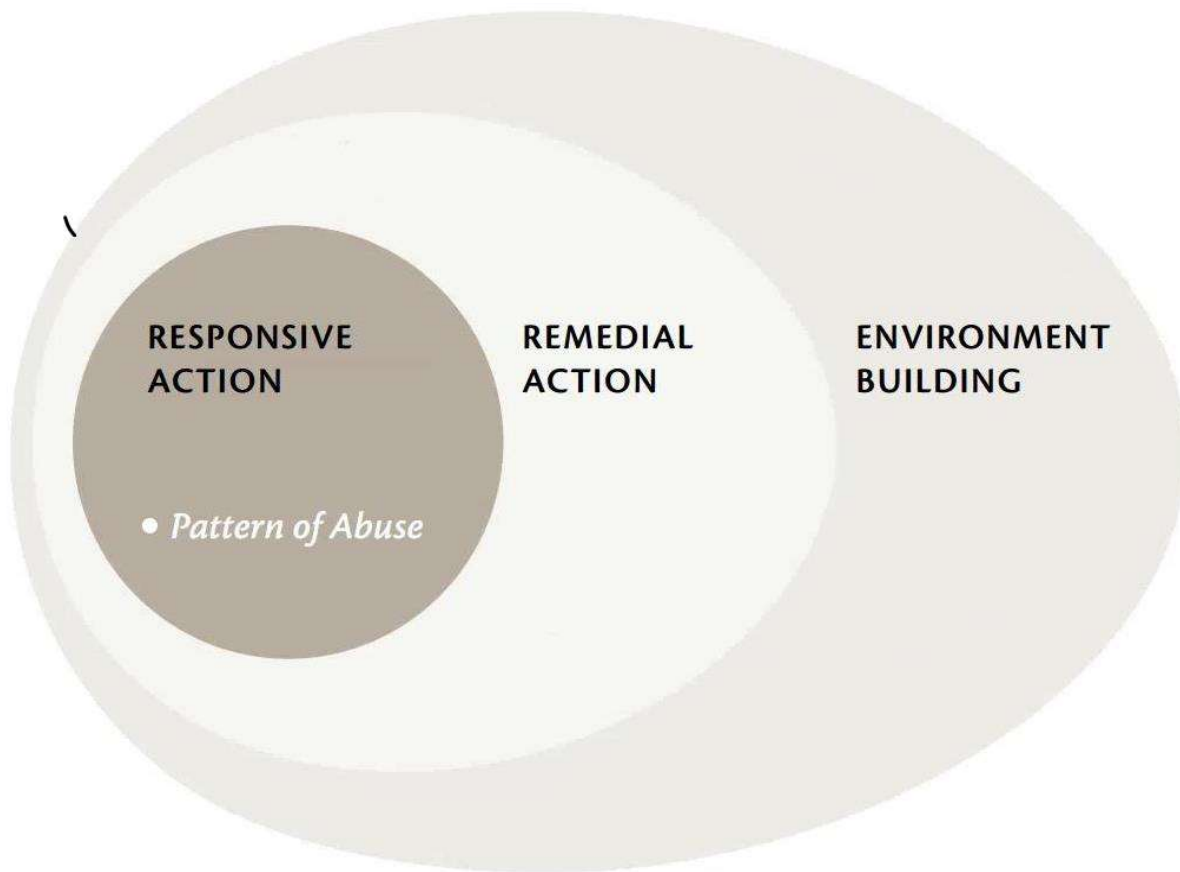 RESPONSIVE
ACTION
REMEDIAL
ACTION
ENVIRONMENT
BUILDING
• Pattern of Abuse